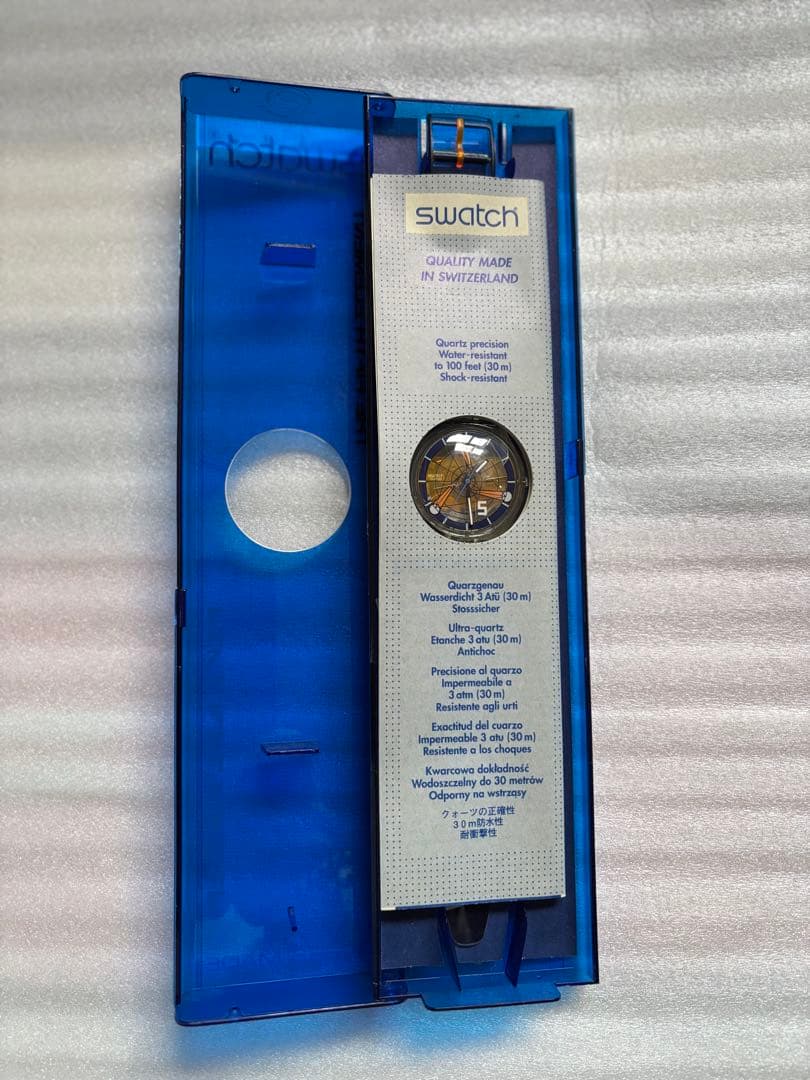 swatch
swatch
QUALITY MADE
IN SWITZERLAND
Quartz precision
Water-resistant
to 100 feet (30 m)
Shock-resistant
5
Quarzgenau
Wasserdicht 3 Atü (30 m)
Stosssicher
Ultra-quartz
Etanche 3 atu (30 m)
Antichoc
Precisione al quarzo
Impermeabile a
3 atm (30 m)
Resistente agli urti
Exactitud del cuarzo
Impermeable 3 atu (30 m)
Resistente a los choques
Kwarcowa dokładność
Wodoszczelny do 30 metrów
Odporny na wstrząsy
クォーツの正確性
30m防水性
耐衝撃性